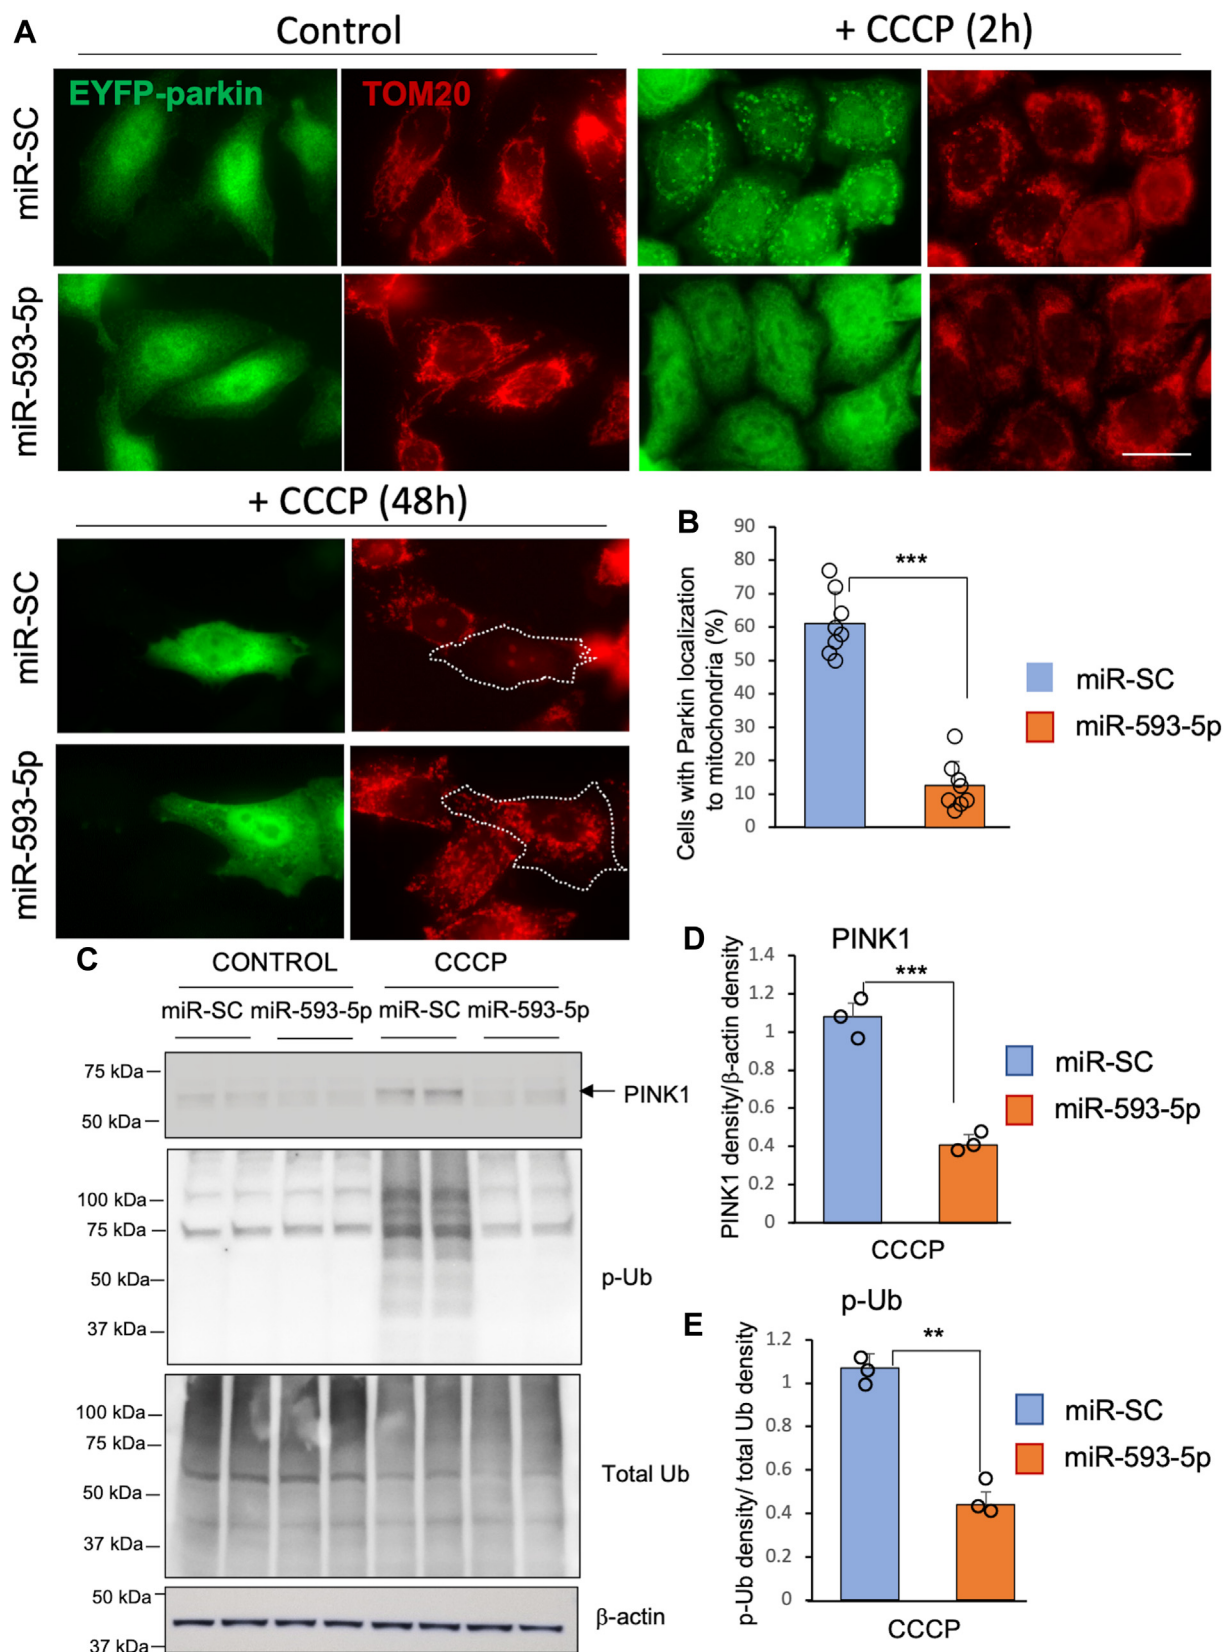 A
Control
+ CCCP (2h)
EYFP-parkin
TOM20
miR-SC
miR-593-5p
+ CCCP (48h)
miR-SC
miR-593-5p
B
90
80
70
60
50
40
30
20
10
0
Cells with Parkin localization
to mitochondria (%)
***
miR-SC
miR-593-5p
C
CONTROL
CCCP
miR-SC miR-593-5p miR-SC miR-593-5p
75 kDa
50 kDa
PINK1
100 kDa
75 kDa
50 kDa
37 kDa
p-Ub
100 kDa
75 kDa
50 kDa
37 kDa
Total Ub
50 kDa
37 kDa
β-actin
D
PINK1
1.4
1.2
1
0.8
0.6
0.4
0.2
0
PINK1 density/β-actin density
***
CCCP
miR-SC
miR-593-5p
E
p-Ub
1.2
1
0.8
0.6
0.4
0.2
0
p-Ub density/ total Ub density
**
CCCP
miR-SC
miR-593-5p